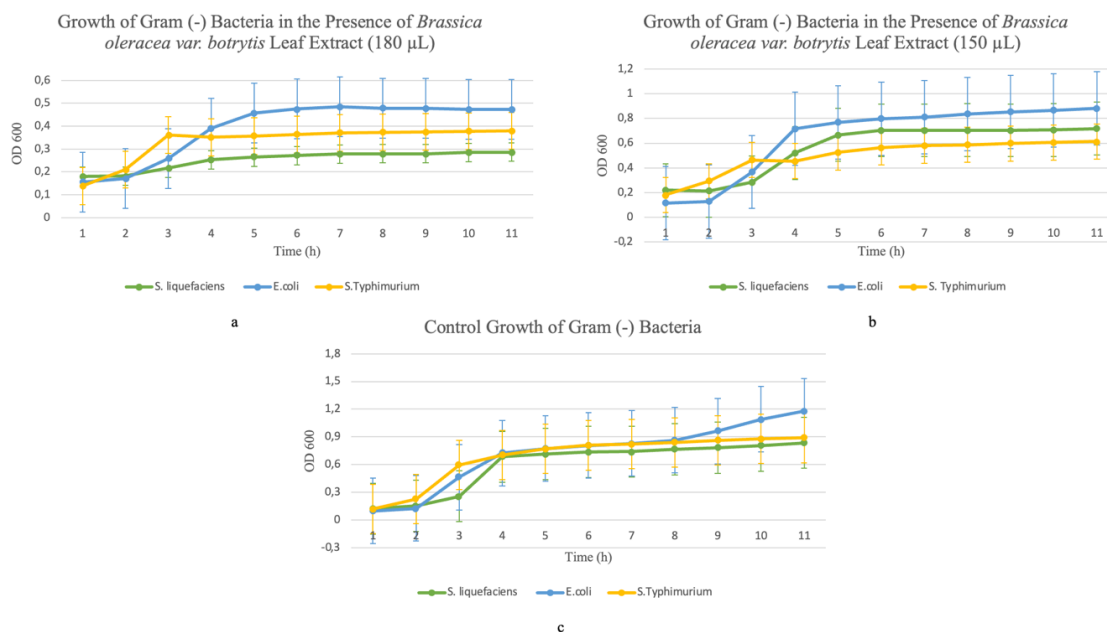 Growth of Gram (-) Bacteria in the Presence of Brassica
oleracea var. botrytis Leaf Extract (180 µL)
0,6
0,5
0,4
0,3
0,2
0,1
0
OD 600
1 2 3 4 5 6 7 8 9 10 11
Time (h)
S. liquefaciens E.coli S.Typhimurium
a
Growth of Gram (-) Bacteria in the Presence of Brassica
oleracea var. botrytis Leaf Extract (150 µL)
1,2
1
0,8
0,6
0,4
0,2
0
-0,2
OD 600
1 2 3 4 5 6 7 8 9 10 11
Time (h)
S. liquefaciens E.coli S. Typhimurium
b
Control Growth of Gram (-) Bacteria
1,8
1,5
1,2
0,9
0,6
0,3
0
-0,3
OD 600
1 2 3 4 5 6 7 8 9 10 11
Time (h)
S. liquefaciens E.coli S.Typhimurium
c